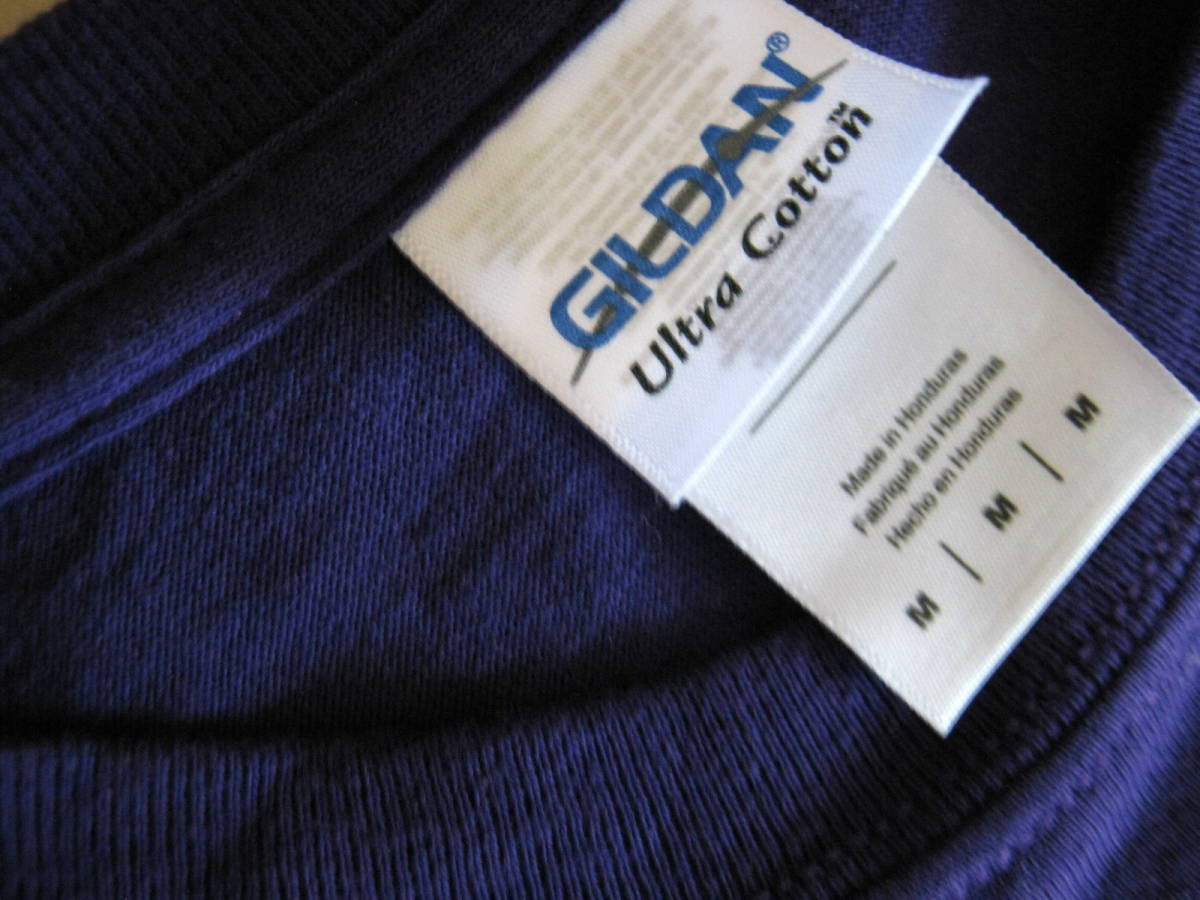 GILDAN®
Ultra Cotton™
Made in Honduras
Fabriqué au Honduras
Hecho en Honduras
M | M | M